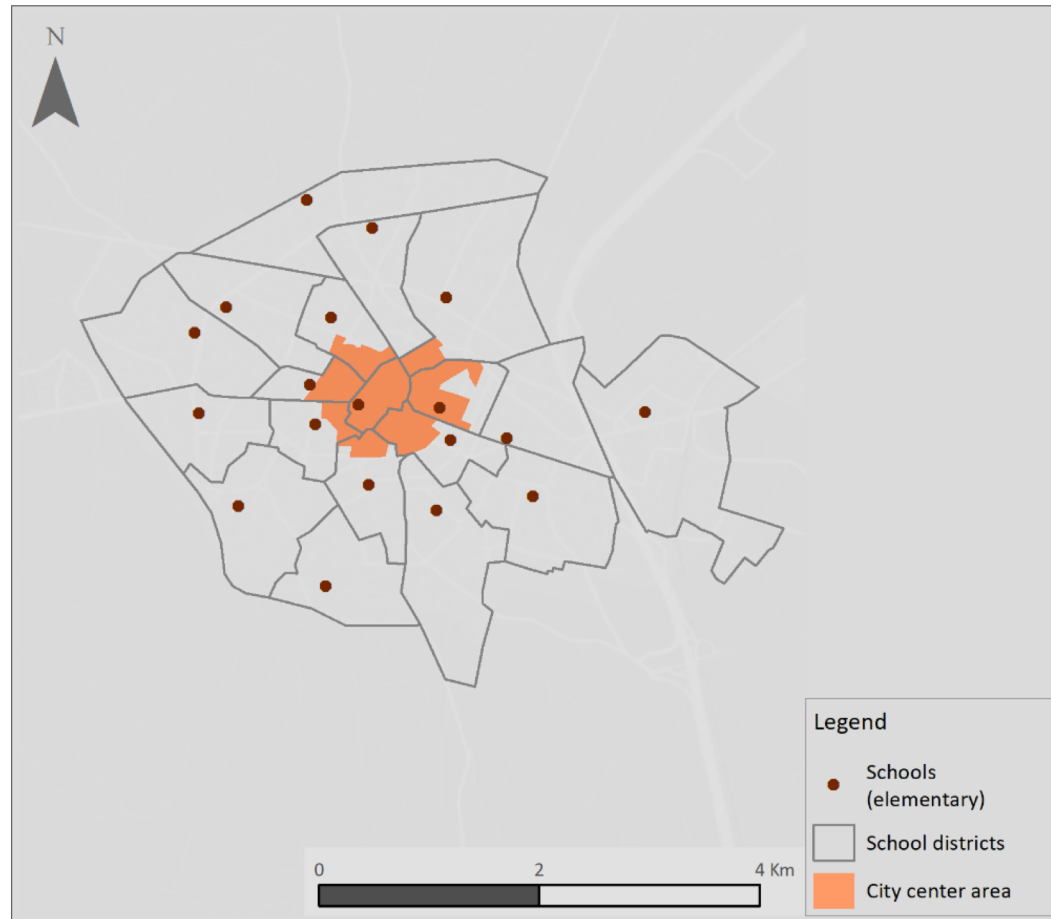 N
Legend
Schools
(elementary)
School districts
City center area
0 2 4 Km